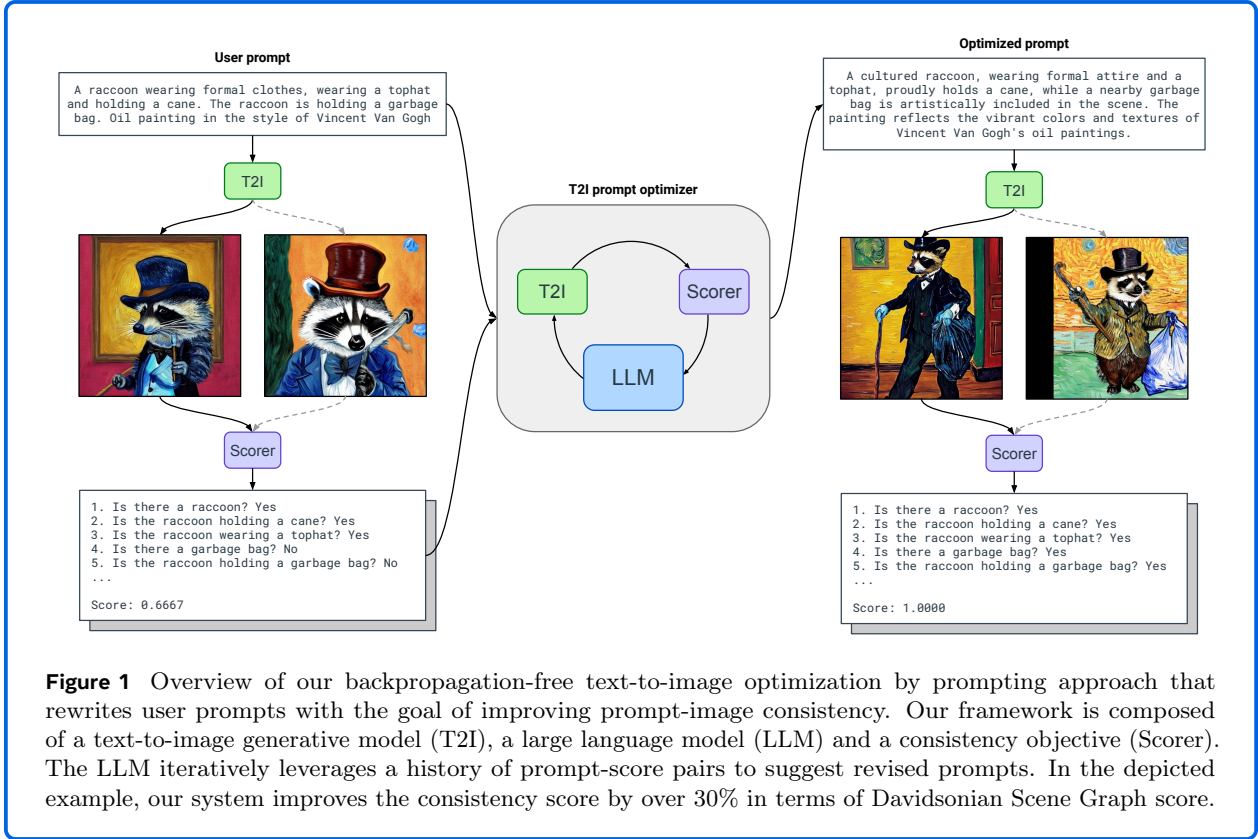 User prompt
A raccoon wearing formal clothes, wearing a tophat
and holding a cane. The raccoon is holding a garbage
bag. Oil painting in the style of Vincent Van Gogh
T2I
Scorer
1. Is there a raccoon? Yes
2. Is the raccoon holding a cane? Yes
3. Is the raccoon wearing a tophat? Yes
4. Is there a garbage bag? No
5. Is the raccoon holding a garbage bag? No
...
Score: 0.6667
T2I prompt optimizer
T2I
Scorer
LLM
Optimized prompt
A cultured raccoon, wearing formal attire and a
tophat, proudly holds a cane, while a nearby garbage
bag is artistically included in the scene. The
painting reflects the vibrant colors and textures of
Vincent Van Gogh's oil paintings.
T2I
Scorer
1. Is there a raccoon? Yes
2. Is the raccoon holding a cane? Yes
3. Is the raccoon wearing a tophat? Yes
4. Is there a garbage bag? Yes
5. Is the raccoon holding a garbage bag? Yes
...
Score: 1.0000
Figure 1 Overview of our backpropagation-free text-to-image optimization by prompting approach that
rewrites user prompts with the goal of improving prompt-image consistency. Our framework is composed
of a text-to-image generative model (T2I), a large language model (LLM) and a consistency objective (Scorer).
The LLM iteratively leverages a history of prompt-score pairs to suggest revised prompts. In the depicted
example, our system improves the consistency score by over 30% in terms of Davidsonian Scene Graph score.